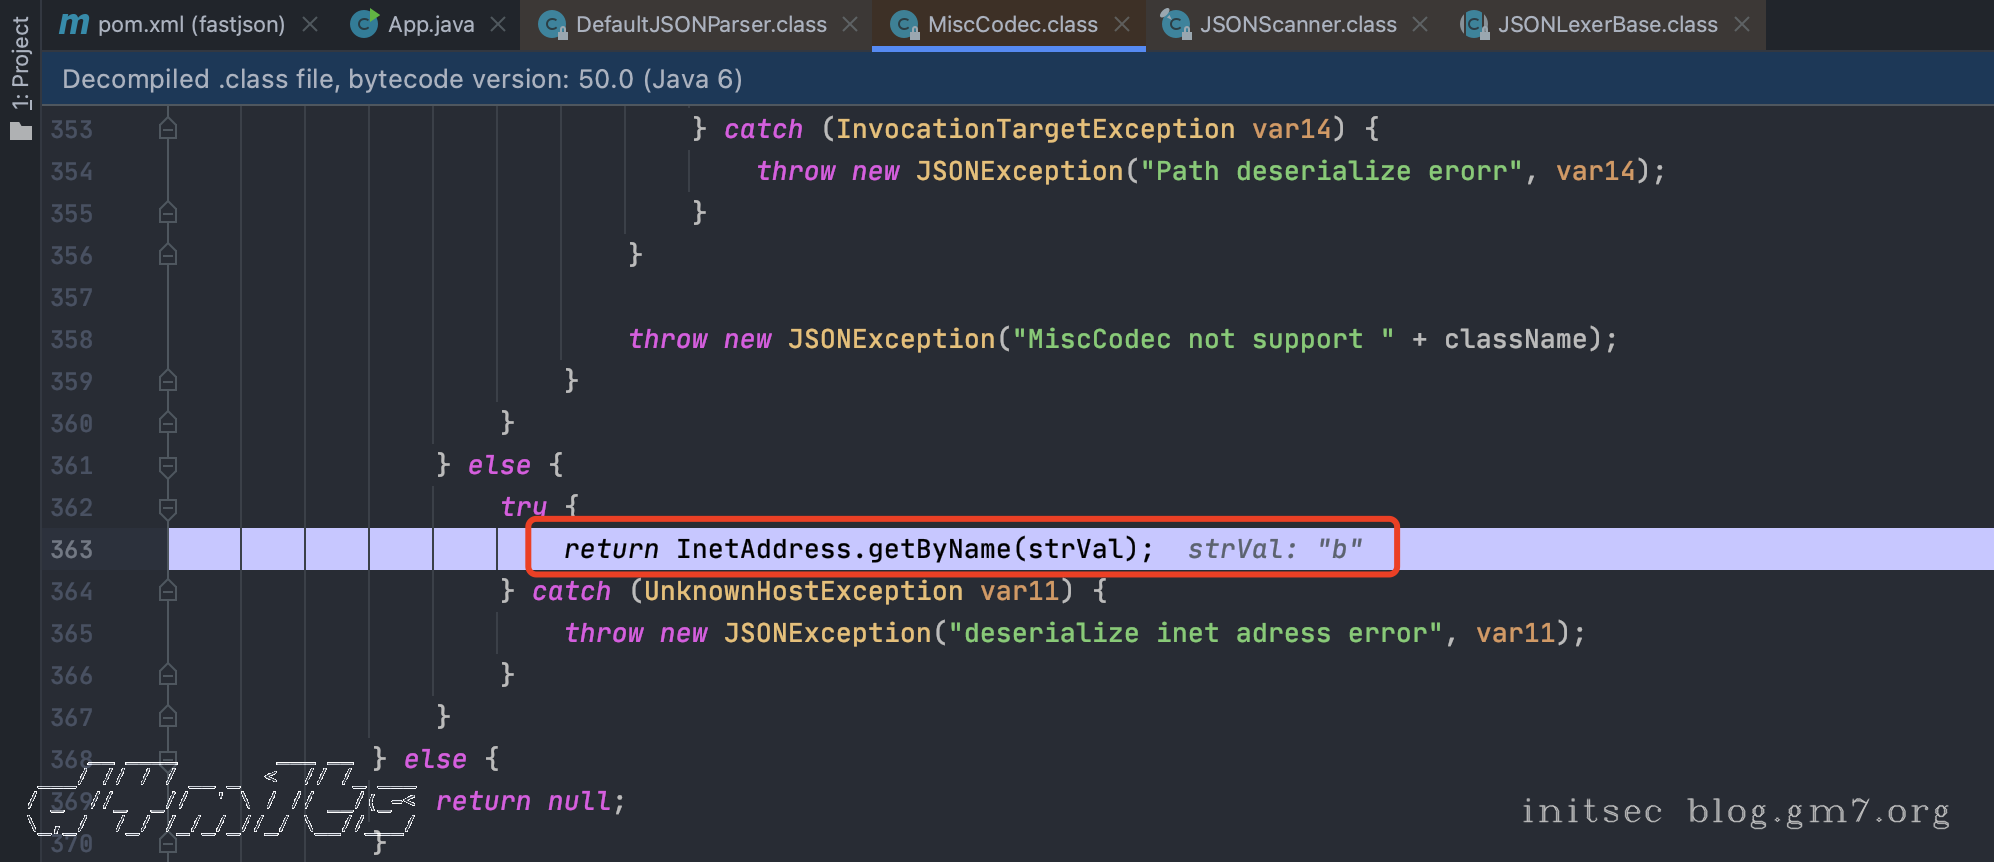 1: Project
pom.xml (fastjson) App.java DefaultJSONParser.class MiscCodec.class JSONScanner.class JSONLexerBase.class
Decompiled .class file, bytecode version: 50.0 (Java 6)
353 } catch (InvocationTargetException var14) {
354 throw new JSONException("Path deserialize erorr", var14);
355 }
356 }
357
358 throw new JSONException("MiscCodec not support " + className);
359 }
360 }
361 } else {
362 try {
363 return InetAddress.getByName(strVal); strVal: "b"
364 } catch (UnknownHostException var11) {
365 throw new JSONException("deserialize inet adress error", var11);
366 }
367 }
368 } else {
369 return null;
370 }
initsec blog.gm7.org